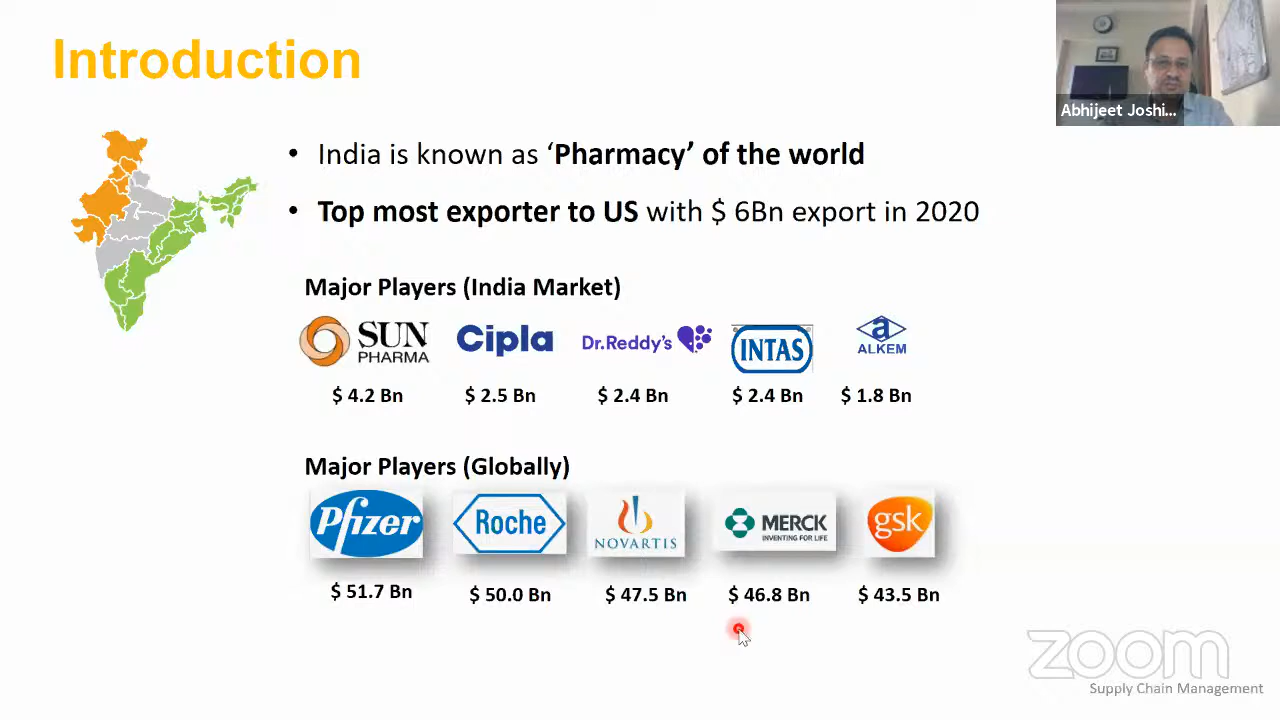 Introduction
Abhijeet Joshi...
• India is known as ‘Pharmacy’ of the world
• Top most exporter to US with $ 6Bn export in 2020
Major Players (India Market)
SUN
PHARMA
Cipla
Dr.Reddy's
INTAS
a
ALKEM
$ 4.2 Bn
$ 2.5 Bn
$ 2.4 Bn
$ 2.4 Bn
$ 1.8 Bn
Major Players (Globally)
Pfizer
Roche
NOVARTIS
MERCK
INVENTING FOR LIFE
gsk
$ 51.7 Bn
$ 50.0 Bn
$ 47.5 Bn
$ 46.8 Bn
$ 43.5 Bn
zoom
Supply Chain Management